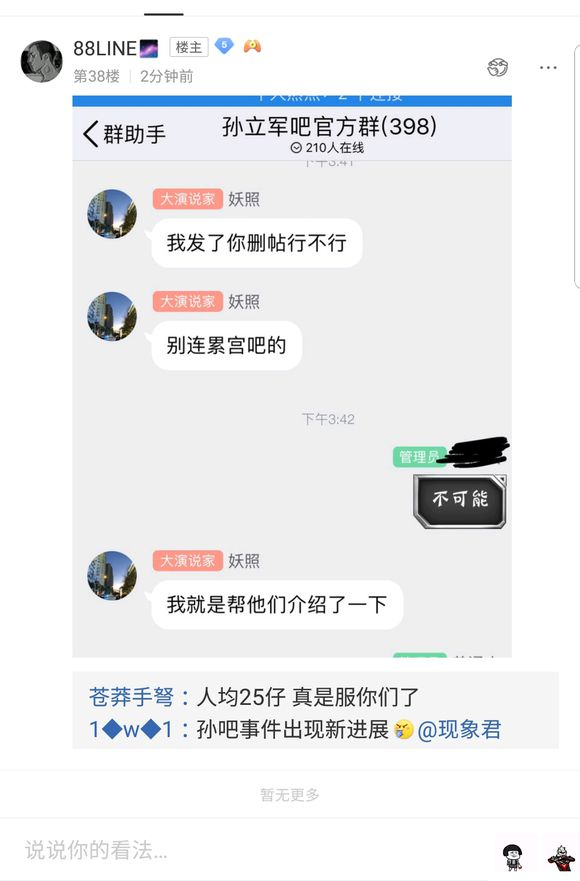 88LINE 楼主 5
第38楼 2分钟前
群助手
孙立军吧官方群(398)
210人在线
下午3:41
大演说家 妖照
我发了你删帖行不行
大演说家 妖照
别连累宫吧的
下午3:42
管理员
不可能
大演说家 妖照
我就是帮他们介绍了一下
苍莽手弩：人均25仔 真是服你们了
1◆w◆1：孙吧事件出现新进展@现象君
暂无更多
说说你的看法...